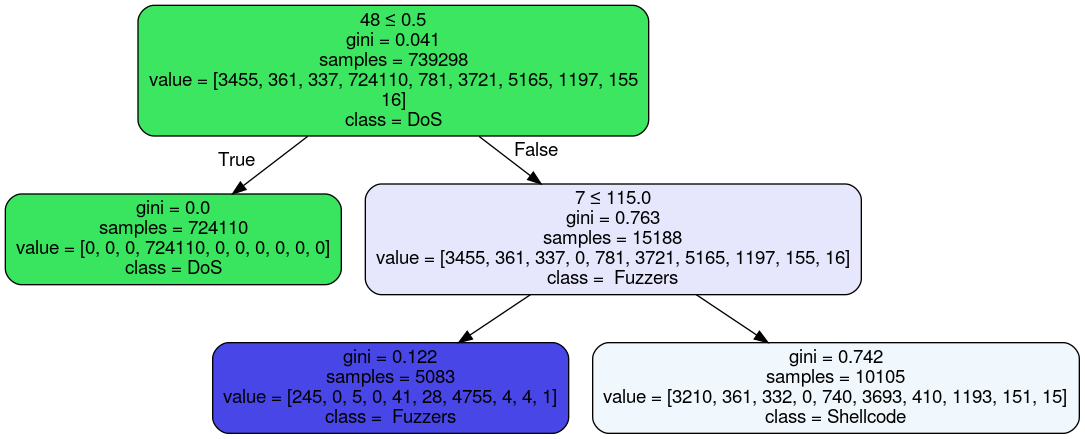 48 ≤ 0.5
gini = 0.041
samples = 739298
value = [3455, 361, 337, 724110, 781, 3721, 5165, 1197, 155
16]
class = DoS
True
False
gini = 0.0
samples = 724110
value = [0, 0, 0, 724110, 0, 0, 0, 0, 0, 0]
class = DoS
7 ≤ 115.0
gini = 0.763
samples = 15188
value = [3455, 361, 337, 0, 781, 3721, 5165, 1197, 155, 16]
class =  Fuzzers
gini = 0.122
samples = 5083
value = [245, 0, 5, 0, 41, 28, 4755, 4, 4, 1]
class =  Fuzzers
gini = 0.742
samples = 10105
value = [3210, 361, 332, 0, 740, 3693, 410, 1193, 151, 15]
class = Shellcode